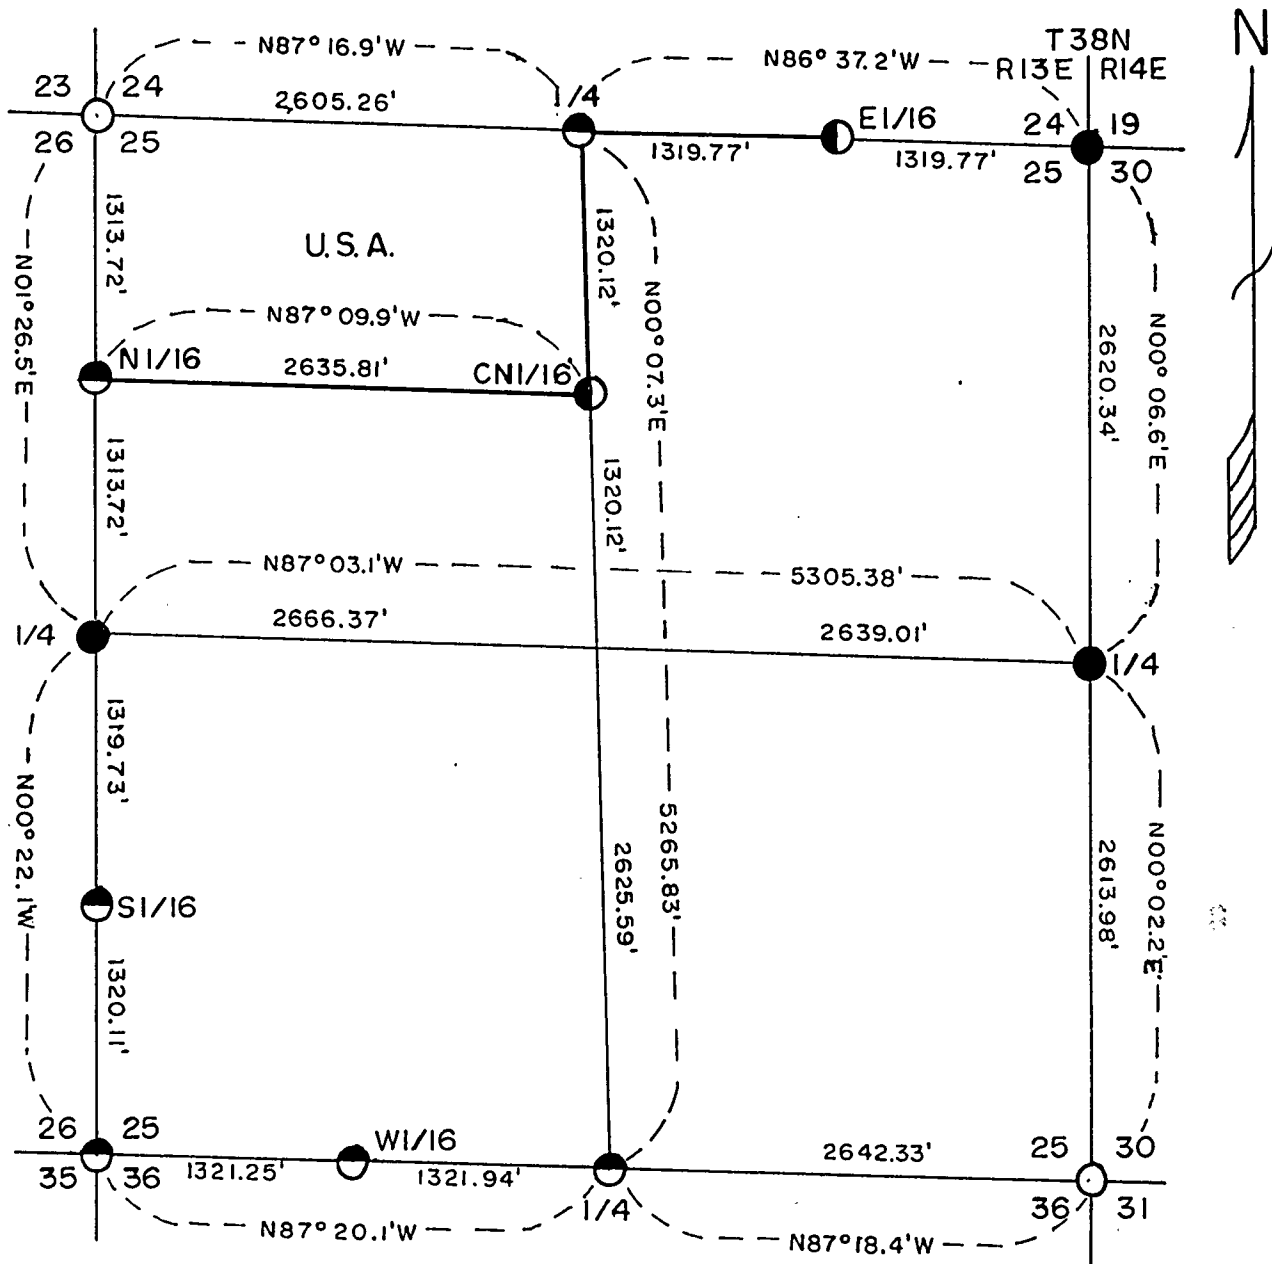 N87°16.9'W
N86°37.2'W
T38N
R13E R14E
N
23 24
2605.26'
/4
E1/16
24 19
26 25
1319.77'
1319.77'
25 30
1313.72'
U.S.A.
1320.12'
N01°26.5'E
N00°07.3'E
2620.34'
N00°06.6'E
N87°09.9'W
N1/16
2635.81'
CN1/16
1313.72'
1320.12'
N87°03.1'W
5305.38'
1/4
2666.37'
2639.01'
1/4
1319.73'
N00°22.1'W
5265.83'
2625.59'
2613.98'
N00°02.2'E
S1/16
1320.11'
26 25
W1/16
2642.33'
25 30
35 36
1321.25'
1321.94'
1/4
36 31
N87°20.1'W
N87°18.4'W